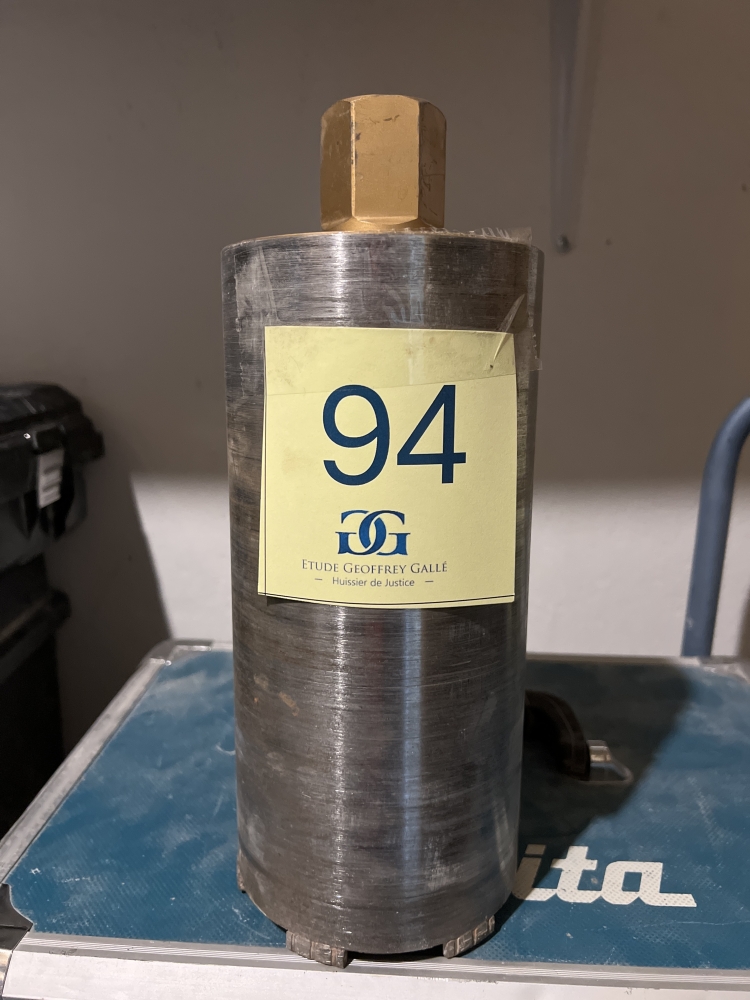 94
GG
ETUDE GEOFFREY GALLÉ
— Huissier de Justice —
ita